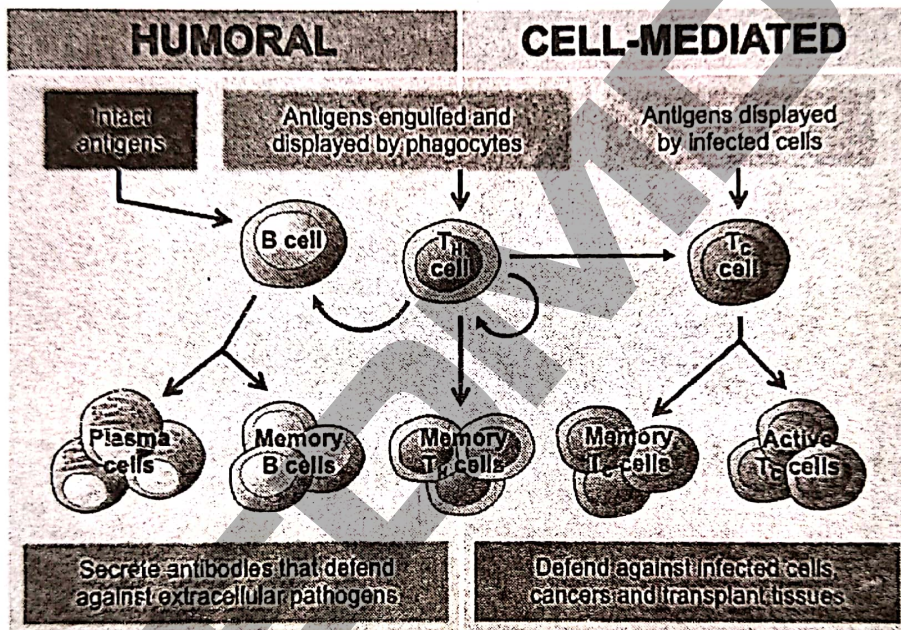 HUMORAL
CELL-MEDIATED
Intact
antigens
Antigens engulfed and
displayed by phagocytes
Antigens displayed
by infected cells
B cell
TH
cell
TC
cell
Plasma
cells
Memory
B cells
Memory
TH cells
Memory
TC cells
Active
TC cells
Secrete antibodies that defend
against extracellular pathogens
Defend against infected cells,
cancers and transplant tissues